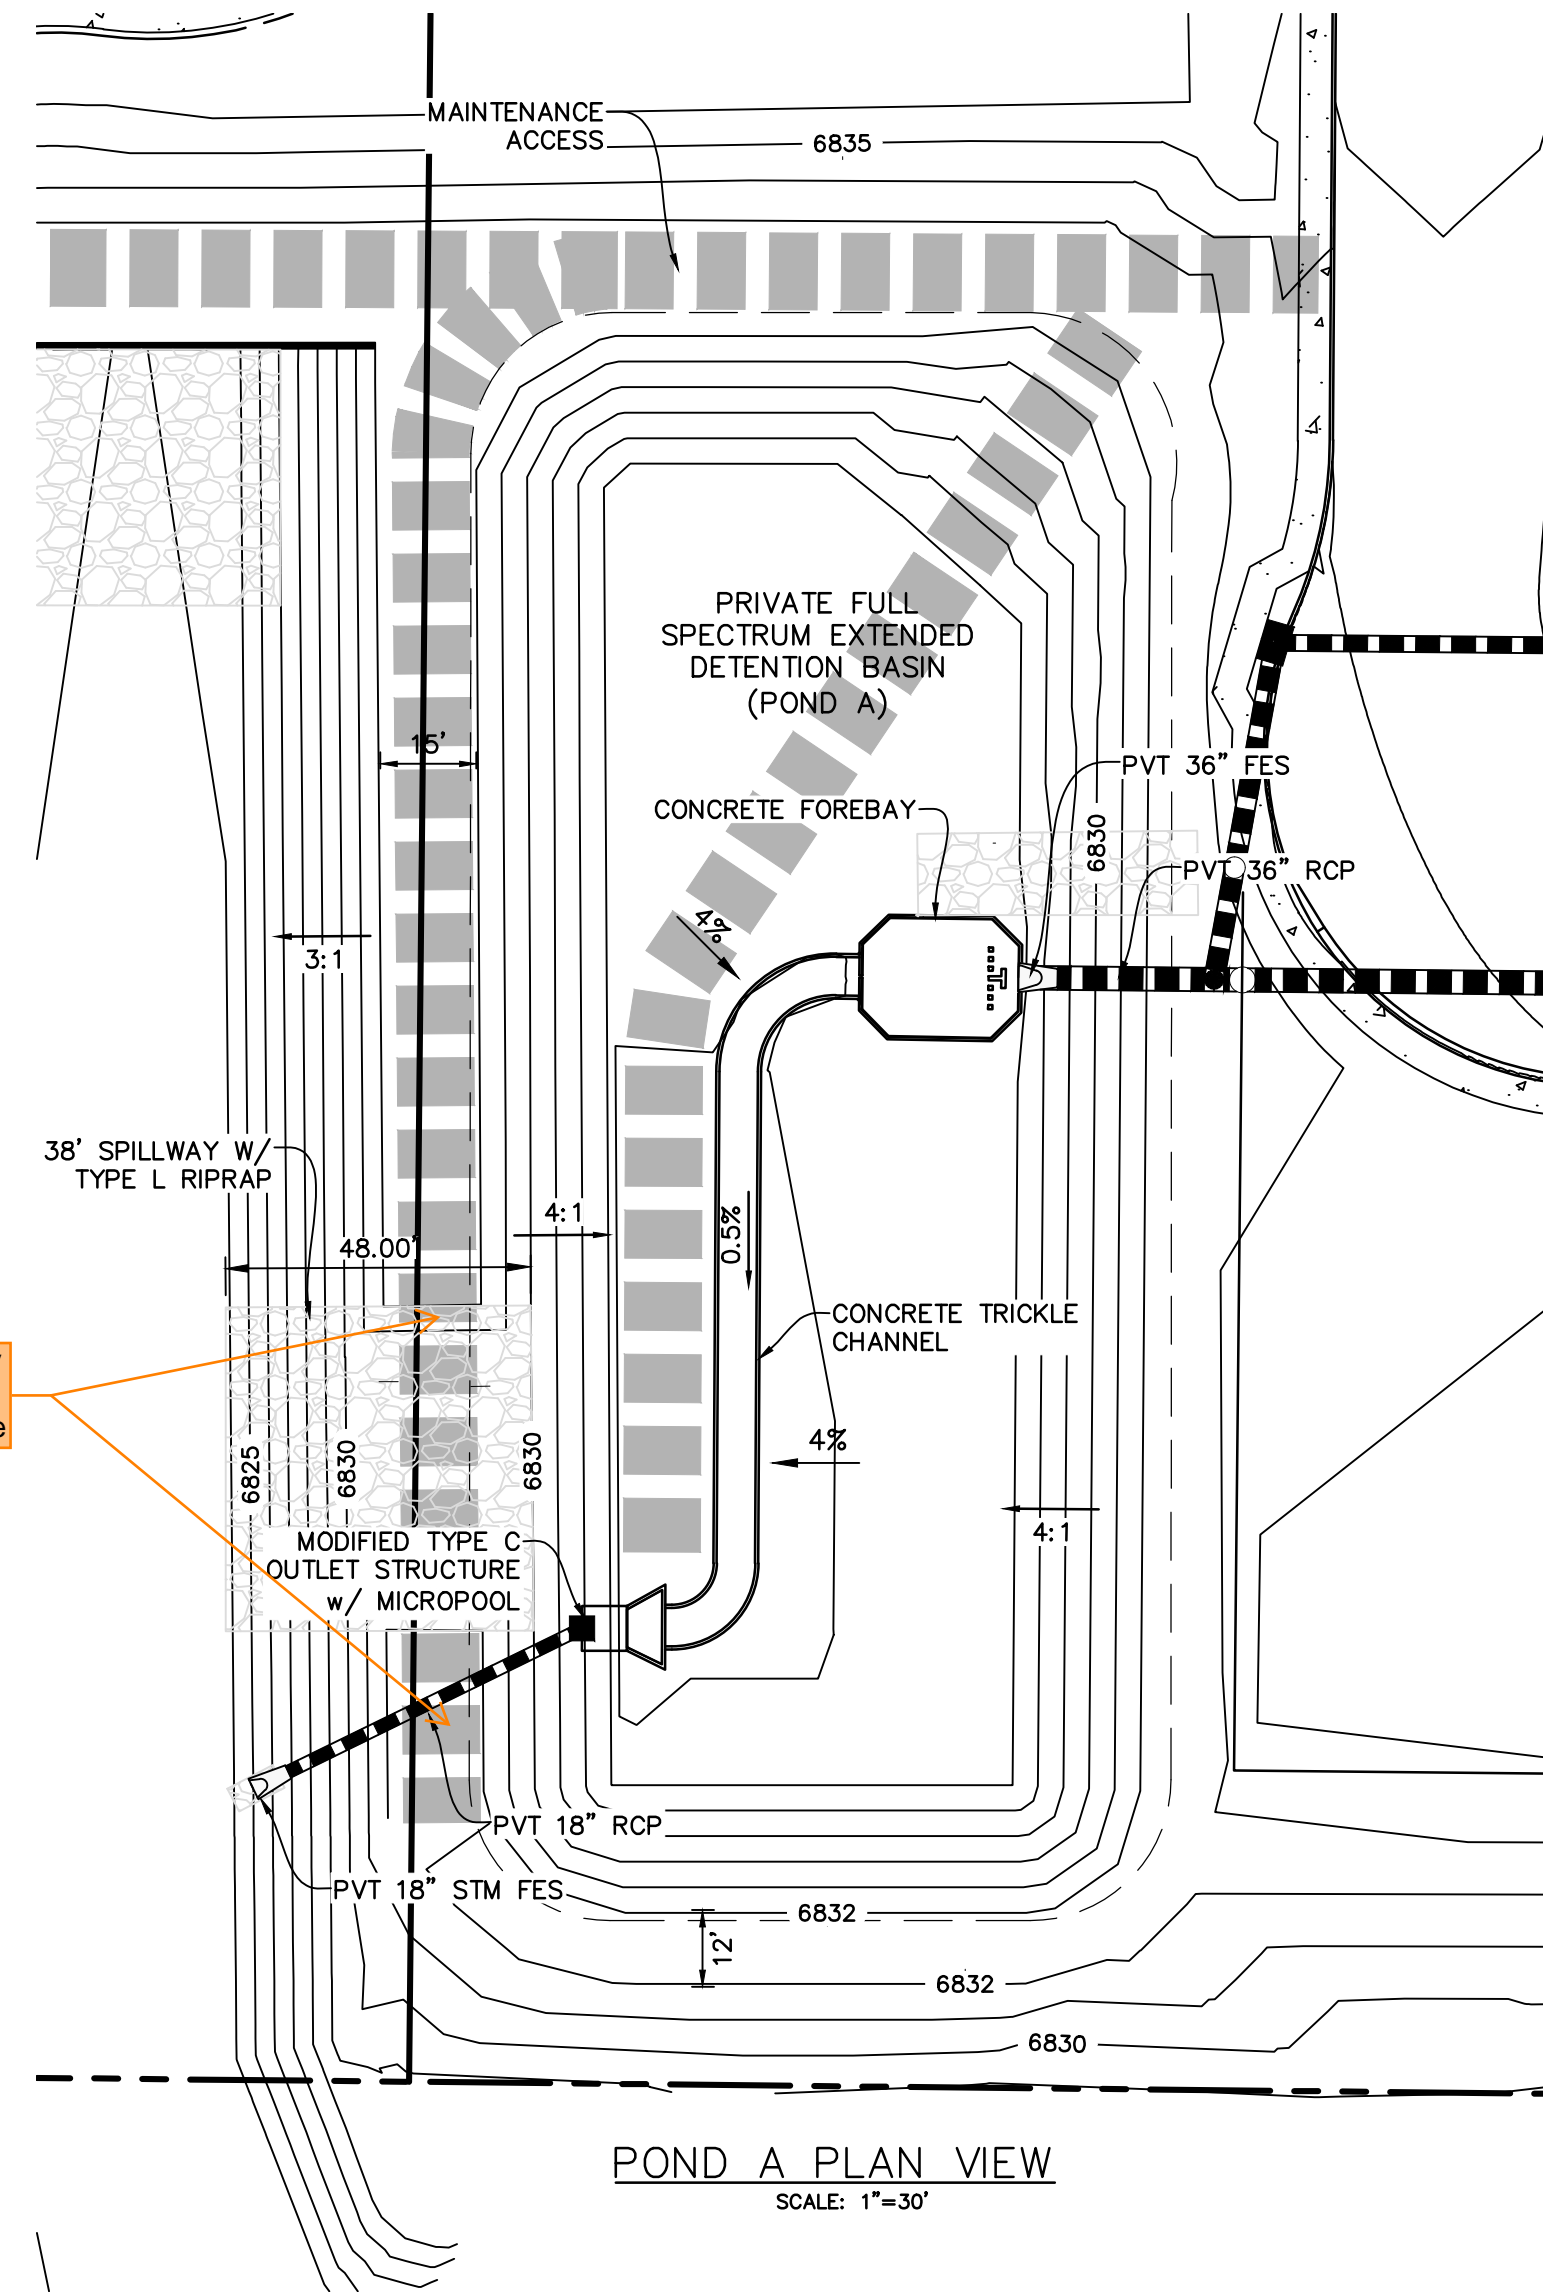 MAINTENANCE
ACCESS
6835
PRIVATE FULL
SPECTRUM EXTENDED
DETENTION BASIN
(POND A)
15'
PVT 36" FES
CONCRETE FOREBAY
6830
PVT 36" RCP
4%
3:1
38' SPILLWAY W/
TYPE L RIPRAP
4:1
0.5%
48.00'
CONCRETE TRICKLE
CHANNEL
4%
6825
6830
6830
e
4:1
MODIFIED TYPE C
OUTLET STRUCTURE
w/ MICROPOOL
PVT 18" RCP
PVT 18" STM FES
6832
12'
6832
6830
POND A PLAN VIEW
SCALE: 1"=30'